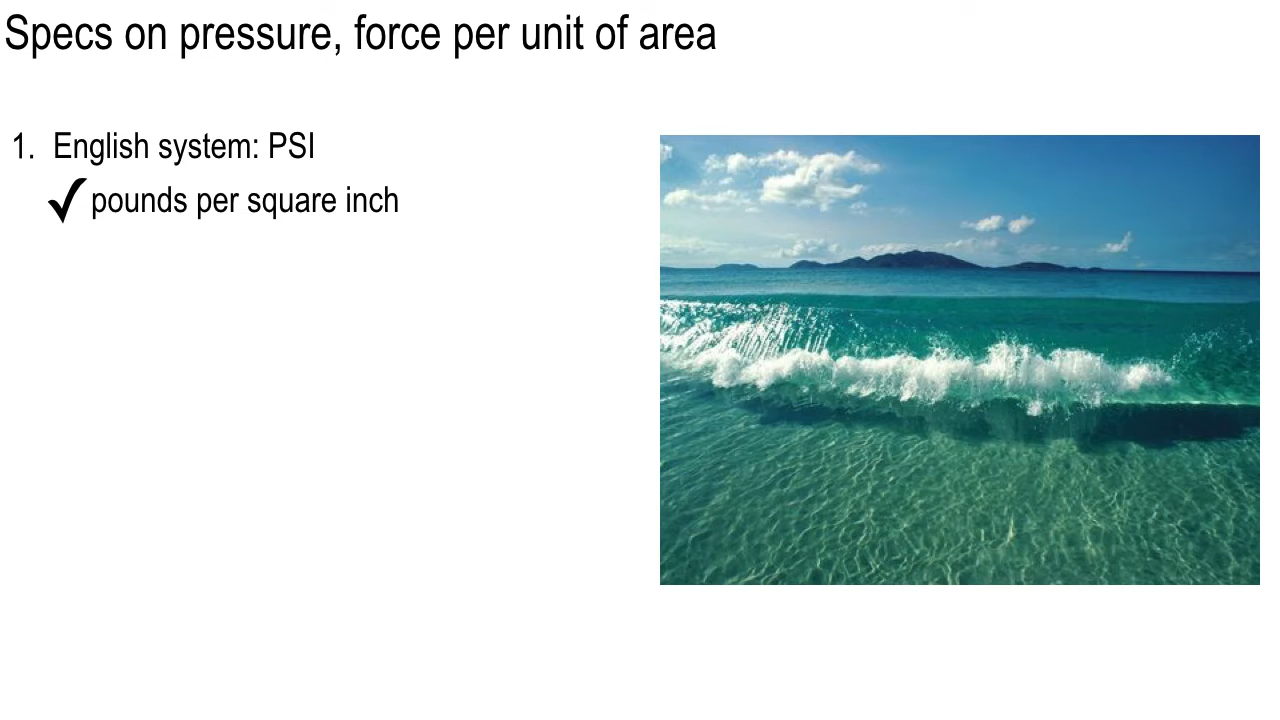 Specs on pressure, force per unit of area
1. English system: PSI
✓ pounds per square inch